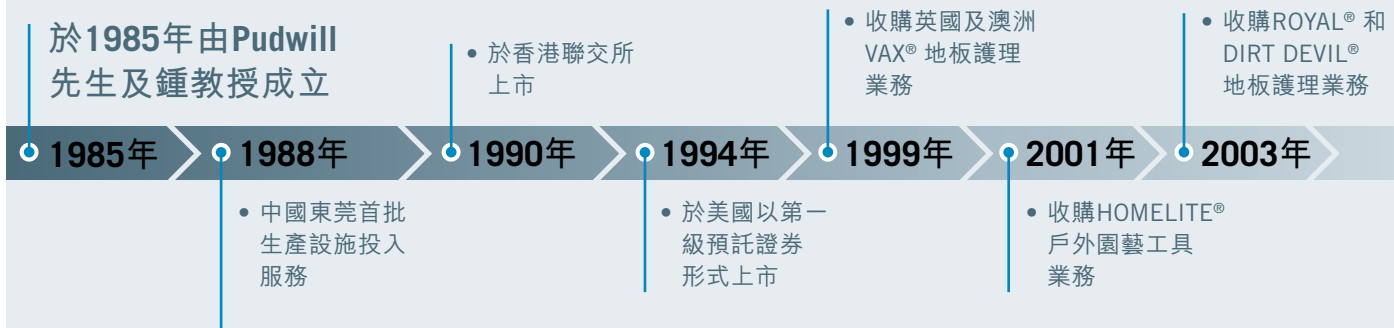 於1985年由Pudwill
先生及鍾教授成立
• 於香港聯交所
上市
• 收購英國及澳洲
VAX® 地板護理
業務
• 收購ROYAL® 和
DIRT DEVIL®
地板護理業務
1985年
1988年
1990年
1994年
1999年
2001年
2003年
• 中國東莞首批
生產設施投入
服務
• 於美國以第一
級預託證券
形式上市
• 收購HOMELITE®
戶外園藝工具
業務